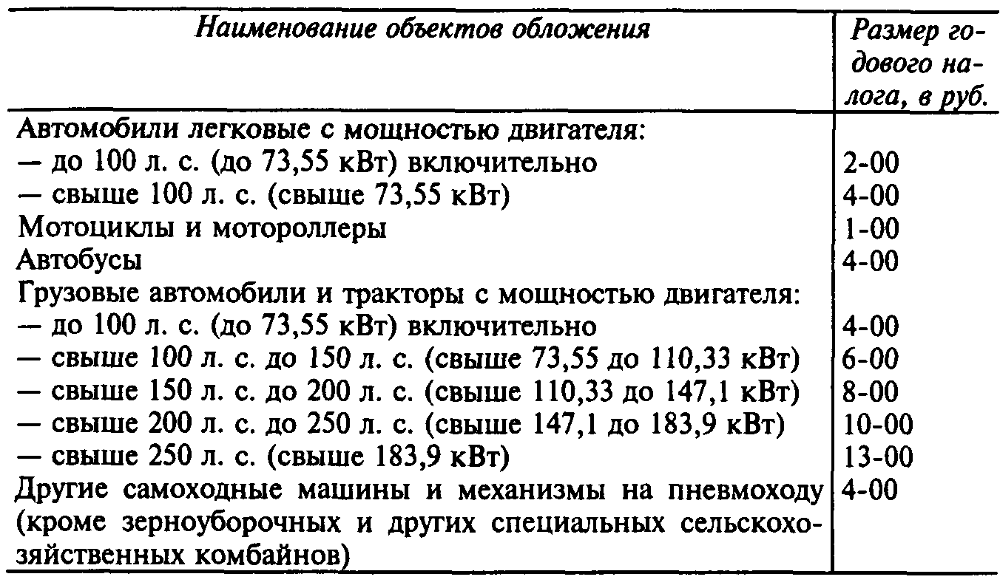 Наименование объектов обложения
Размер го-
дового на-
лога, в руб.
Автомобили легковые с мощностью двигателя:
— до 100 л. с. (до 73,55 кВт) включительно 2-00
— свыше 100 л. с. (свыше 73,55 кВт) 4-00
Мотоциклы и мотороллеры 1-00
Автобусы 4-00
Грузовые автомобили и тракторы с мощностью двигателя:
— до 100 л. с. (до 73,55 кВт) включительно 4-00
— свыше 100 л. с. до 150 л. с. (свыше 73,55 до 110,33 кВт) 6-00
— свыше 150 л. с. до 200 л. с. (свыше 110,33 до 147,1 кВт) 8-00
— свыше 200 л. с. до 250 л. с. (свыше 147,1 до 183,9 кВт) 10-00
— свыше 250 л. с. (свыше 183,9 кВт) 13-00
Другие самоходные машины и механизмы на пневмоходу 4-00
(кроме зерноуборочных и других специальных сельскохо-
зяйственных комбайнов)